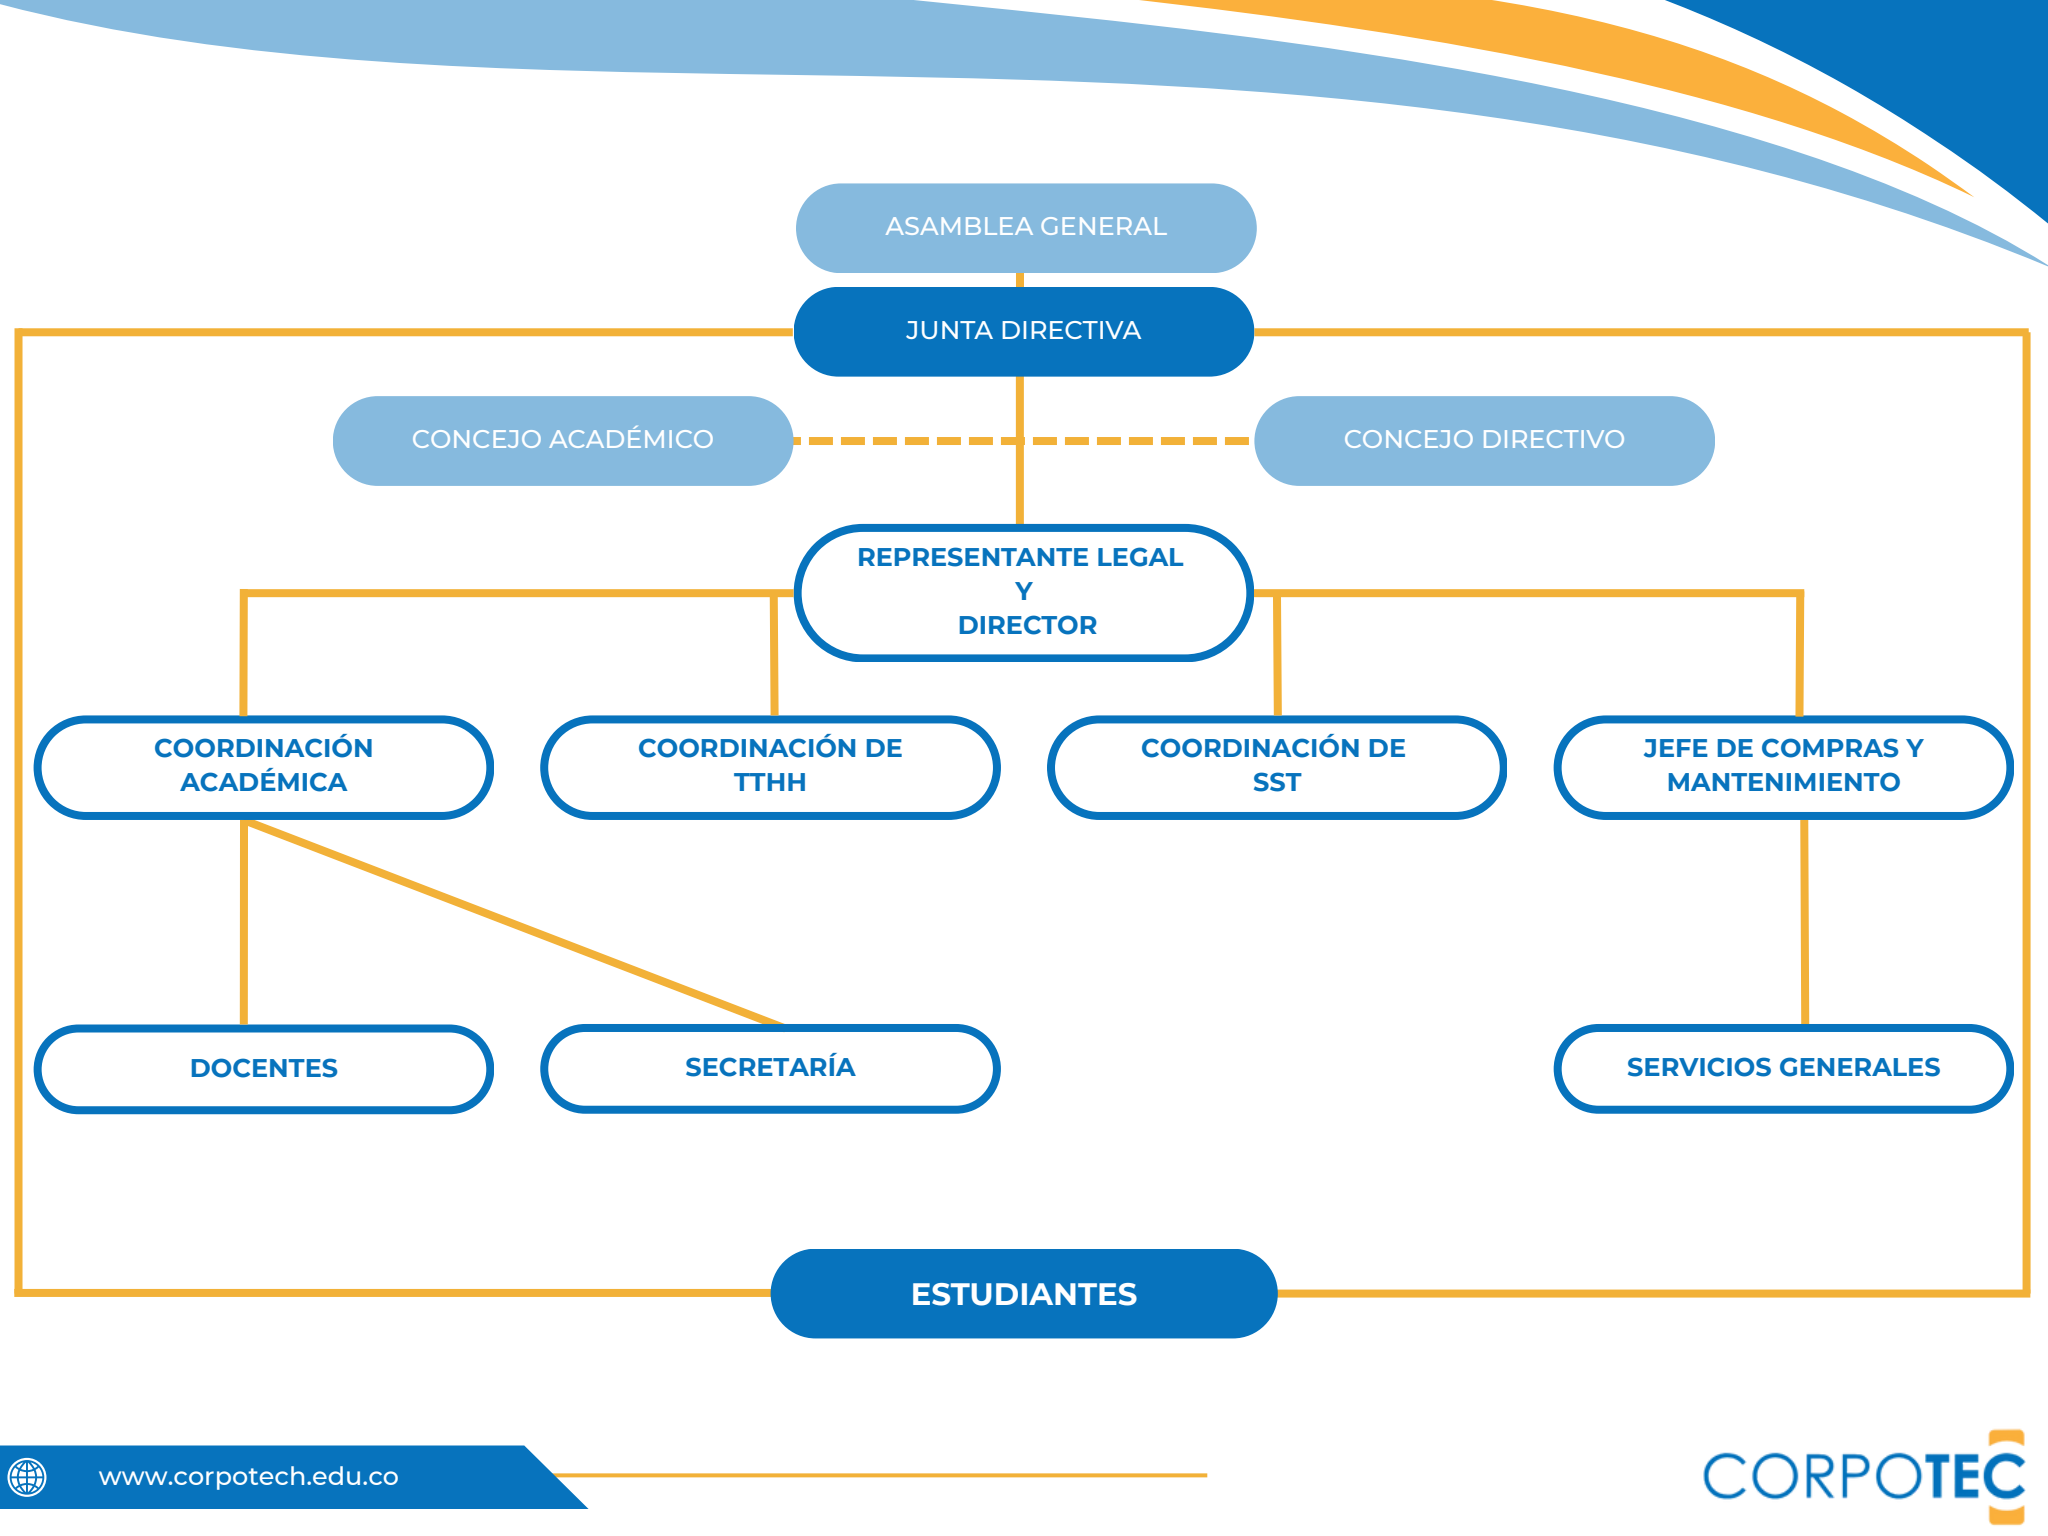 ASAMBLEA GENERAL
JUNTA DIRECTIVA
CONCEJO ACADÉMICO
CONCEJO DIRECTIVO
REPRESENTANTE LEGAL
Y
DIRECTOR
COORDINACIÓN
ACADÉMICA
COORDINACIÓN DE
TTHH
COORDINACIÓN DE
SST
JEFE DE COMPRAS Y
MANTENIMIENTO
DOCENTES
SECRETARÍA
SERVICIOS GENERALES
ESTUDIANTES
www.corpotech.edu.co
CORPOTEC